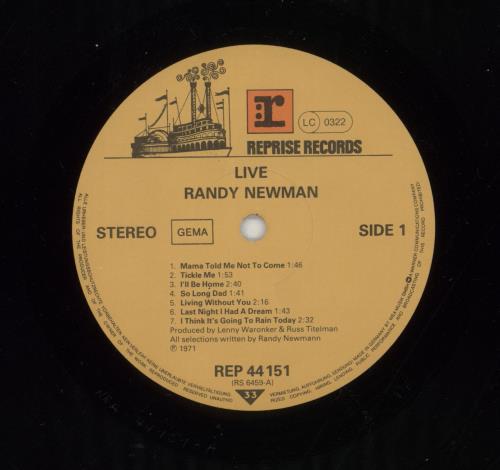 r
LC 0322
REPRISE RECORDS
LIVE
RANDY NEWMAN
STEREO
GEMA
SIDE 1
1. Mama Told Me Not To Come 1:46
2. Tickle Me 1:53
3. I'll Be Home 2:40
4. So Long Dad 1:41
5. Living Without You 2:16
6. Last Night I Had A Dream 1:43
7. I Think It's Going To Rain Today 2:32
Produced by Lenny Waronker & Russ Titelman
All selections written by Randy Newmann
℗ 1971
REP 44 151
(RS 6459-A)
33